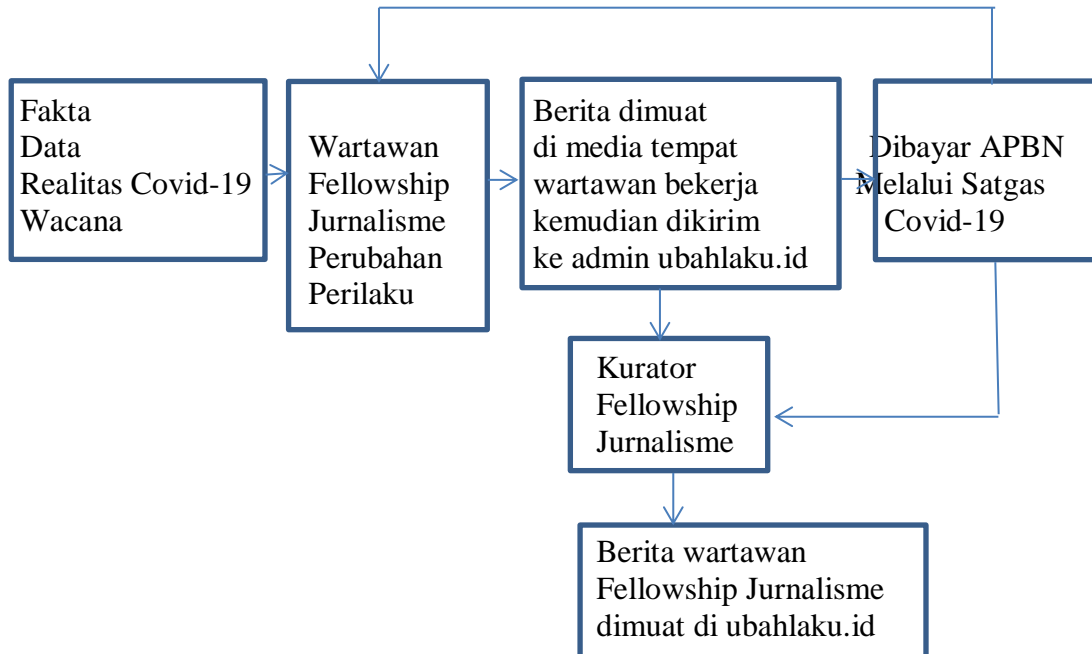 Fakta
Data
Realitas Covid-19
Wacana
Wartawan
Fellowship
Jurnalisme
Perubahan
Perilaku
Berita dimuat
di media tempat
wartawan bekerja
kemudian dikirim
ke admin ubahlaku.id
Dibayar APBN
Melalui Satgas
Covid-19
Kurator
Fellowship
Jurnalisme
Berita wartawan
Fellowship Jurnalisme
dimuat di ubahlaku.id